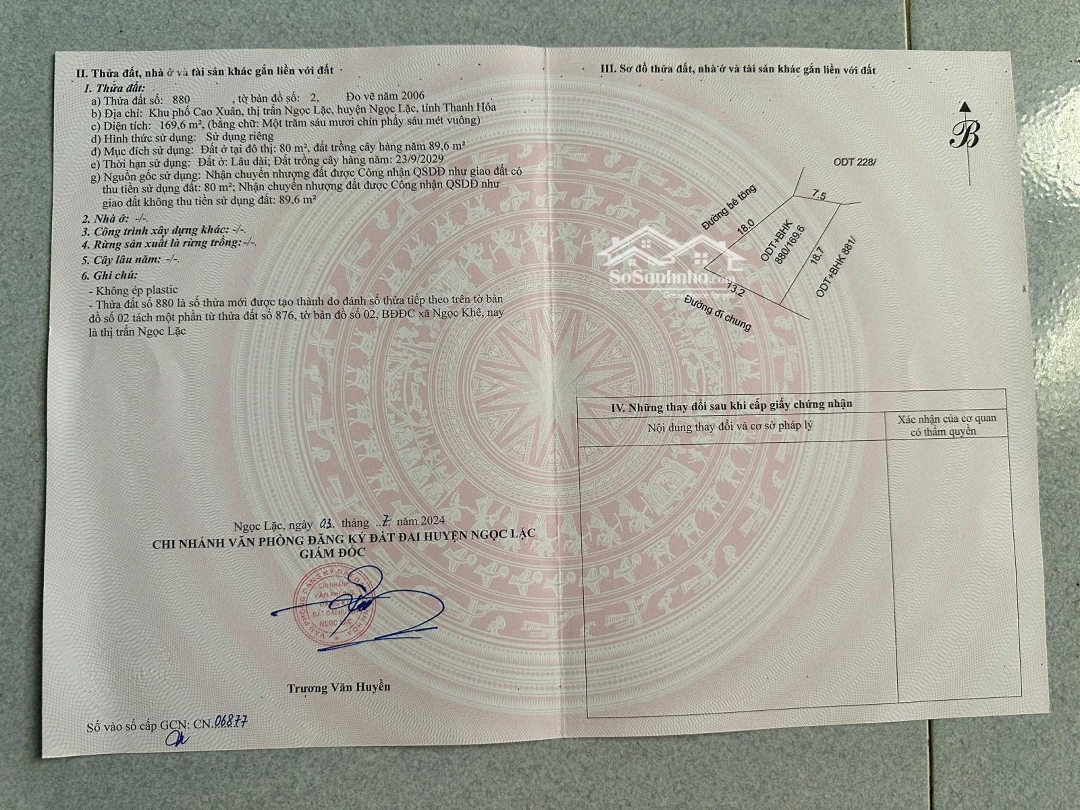 II. Thửa đất, nhà ở và tài sản khác gắn liền với đất
1. Thửa đất:
a) Thửa đất số: 880 , tờ bản đồ số: 2, Đo vẽ năm 2006
b) Địa chỉ: Khu phố Cao Xuân, thị trấn Ngọc Lặc, huyện Ngọc Lặc, tỉnh Thanh Hóa
c) Diện tích: 169,6 m², (bằng chữ: Một trăm sáu mươi chín phẩy sáu mét vuông)
d) Hình thức sử dụng: Sử dụng riêng
đ) Mục đích sử dụng: Đất ở tại đô thị: 80 m², đất trồng cây hàng năm 89,6 m²
e) Thời hạn sử dụng: Đất ở: Lâu dài; Đất trồng cây hàng năm: 23/9/2029
g) Nguồn gốc sử dụng: Nhận chuyển nhượng đất được Công nhận QSDĐ như giao đất có
thu tiền sử dụng đất: 80 m²; Nhận chuyển nhượng đất được Công nhận QSDĐ như
giao đất không thu tiền sử dụng đất: 89,6 m²
2. Nhà ở: -/-.
3. Công trình xây dựng khác: -/-.
4. Rừng sản xuất là rừng trồng: -/-.
5. Cây lâu năm: -/-.
6. Ghi chú:
- Không ép plastic
- Thửa đất số 880 là số thửa mới được tạo thành do đánh số thửa tiếp theo trên tờ bản
đồ số 02 tách một phần từ thửa đất số 876, tờ bản đồ số 02, BĐĐC xã Ngọc Khê, nay
là thị trấn Ngọc Lặc
Ngọc Lặc, ngày 03 tháng 7 năm 2024
CHI NHÁNH VĂN PHÒNG ĐĂNG KÝ ĐẤT ĐAI HUYỆN NGỌC LẶC
GIÁM ĐỐC
Trương Văn Huyền
Số vào sổ cấp GCN: CN.06877
III. Sơ đồ thửa đất, nhà ở và tài sản khác gắn liền với đất
B
ODT 228/
7.5
Đường bê tông
18.0
ODT+BHK
880/169.6
18.7
ODT+BHK 881/
13.2
Đường đi chung
SoSanNha.com
IV. Những thay đổi sau khi cấp giấy chứng nhận
Nội dung thay đổi và cơ sở pháp lý
Xác nhận của cơ quan
có thẩm quyền